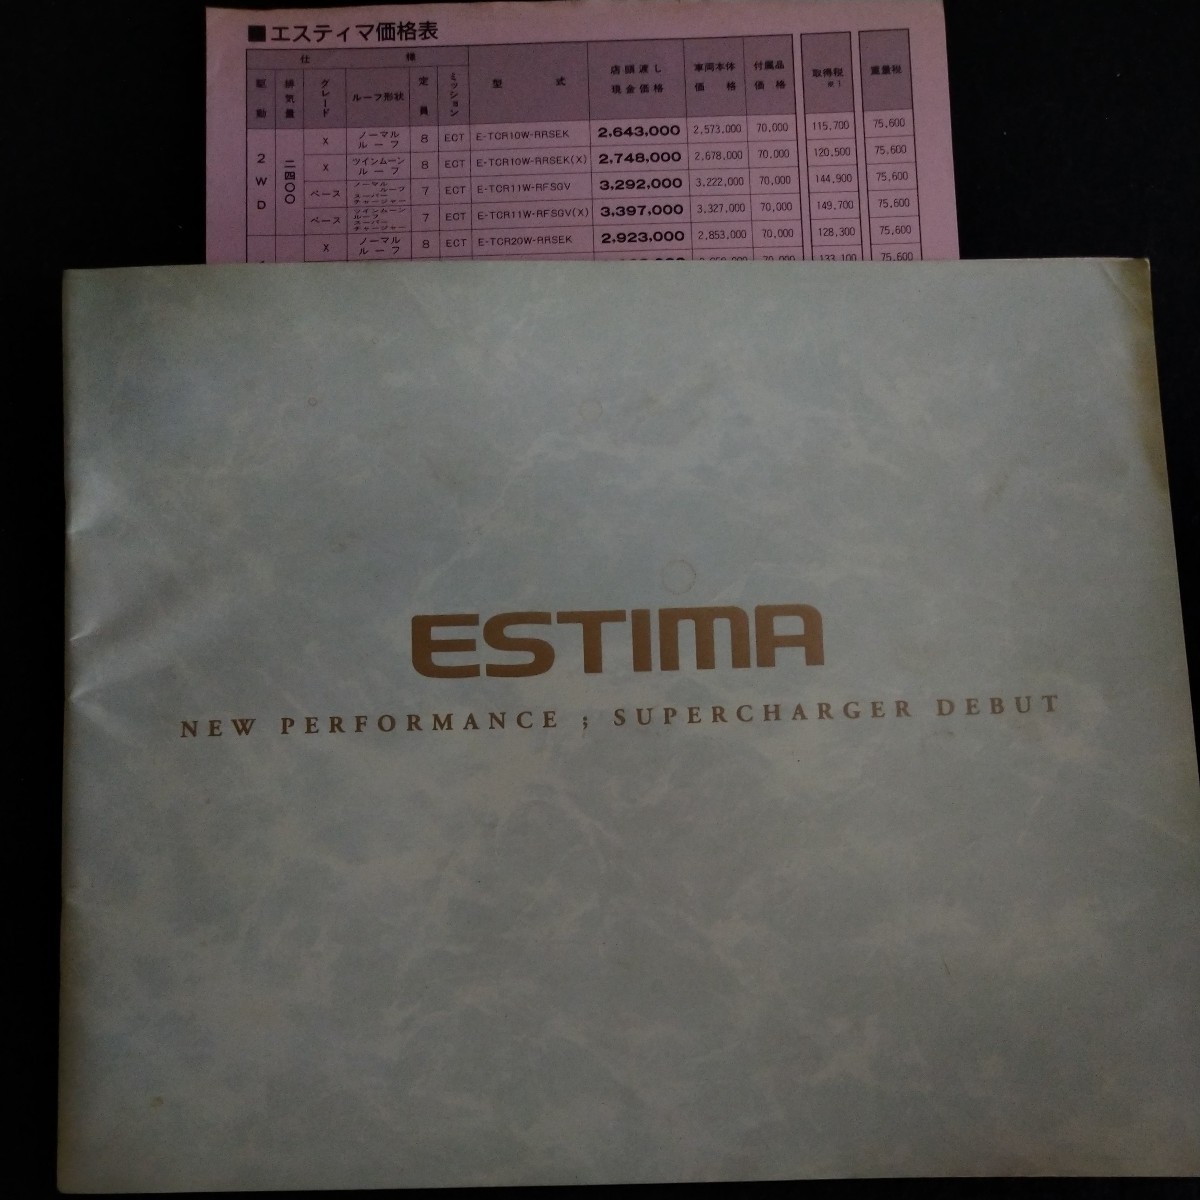 ■エスティマ価格表
仕 様
駆動 排気量 グレード ルーフ形状 定員 ミッション 型 式 店頭渡し現金価格 車両本体価格 付属品価格 取得税※1 重量税
2WD 二四〇〇
X ノーマルルーフ 8 ECT E-TCR10W-RRSEK 2,643,000 2,573,000 70,000 115,700 75,600
X ツインムーンルーフ 8 ECT E-TCR10W-RRSEK(X) 2,748,000 2,678,000 70,000 120,500 75,600
ベース ノーマルルーフスーパーチャージャー 7 ECT E-TCR11W-RFSGV 3,292,000 3,222,000 70,000 144,900 75,600
ベース ツインムーンルーフスーパーチャージャー 7 ECT E-TCR11W-RFSGV(X) 3,397,000 3,327,000 70,000 149,700 75,600
X ノーマルルーフ 8 ECT E-TCR20W-RRSEK 2,923,000 2,853,000 70,000 128,300 75,600
70,000 133,100 75,600
ESTIMA
NEW PERFORMANCE ; SUPERCHARGER DEBUT